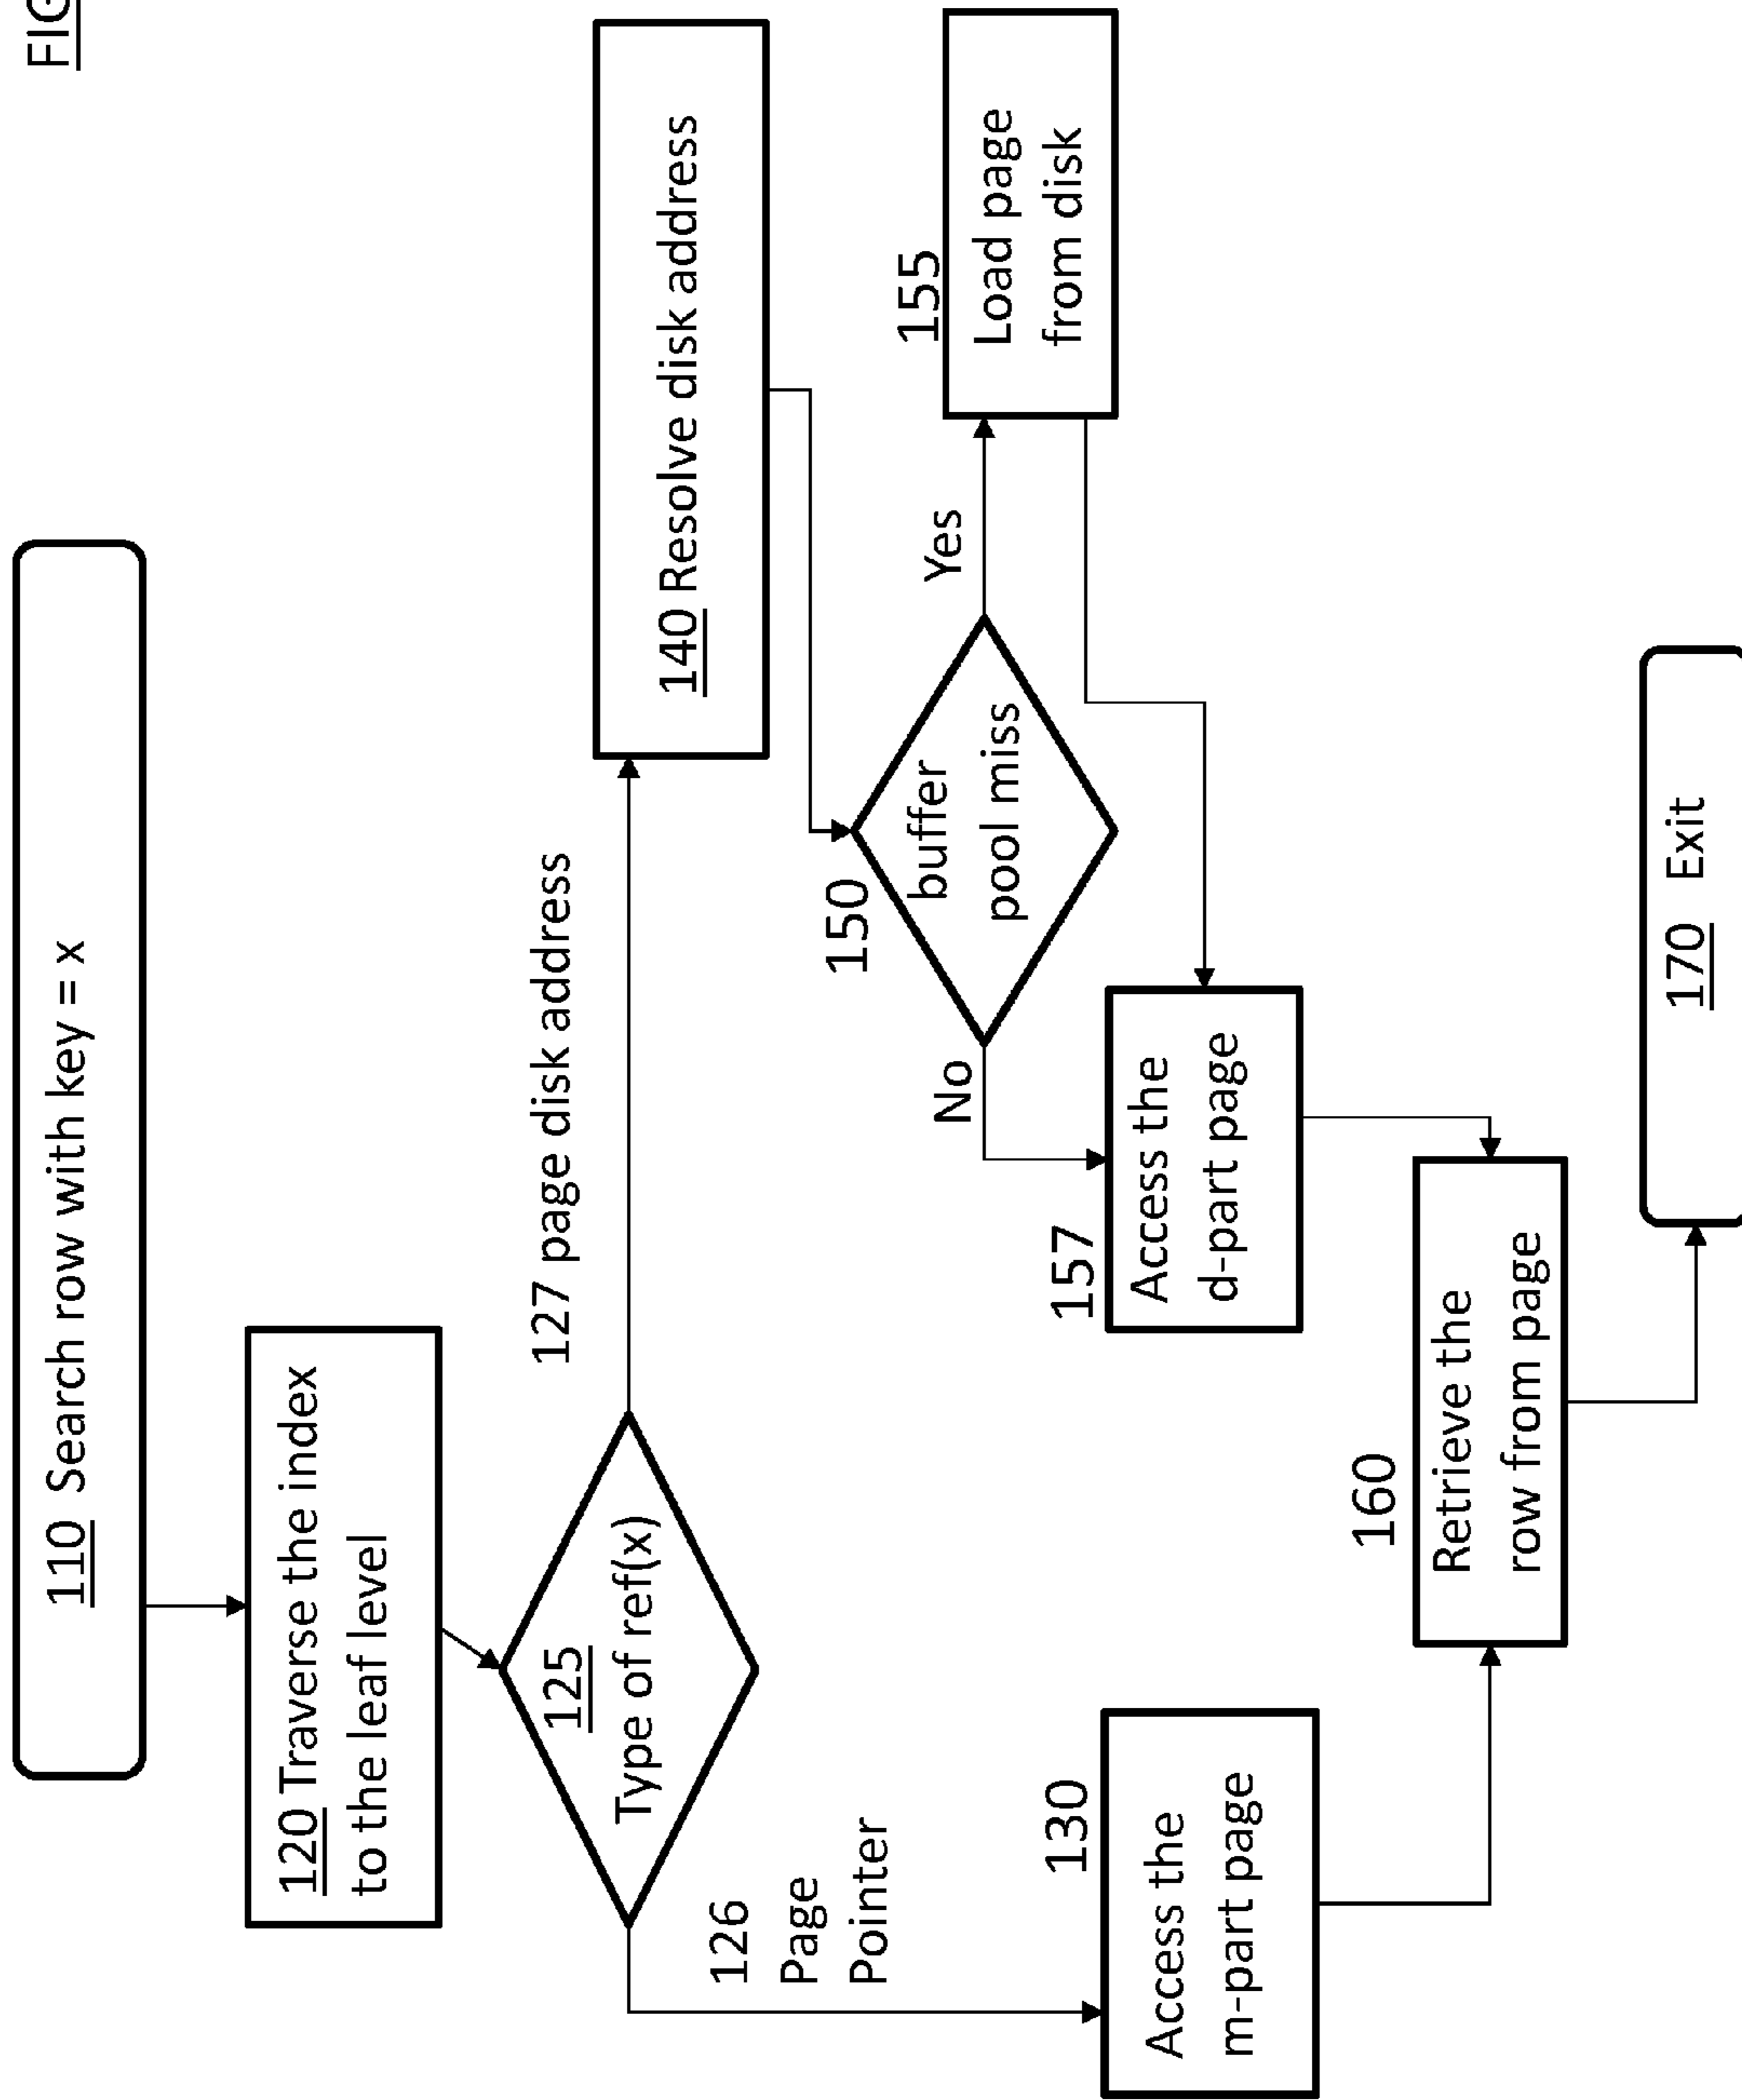 FIG
110 Search row with key = x
120 Traverse the index
to the leaf level
125
Type of ref(x)
126
Page
Pointer
127 page disk address
130
Access the
m-part page
140 Resolve disk address
150
buffer
pool miss
Yes
No
155
Load page
from disk
157
Access the
d-part page
160
Retrieve the
row from page
170 Exit